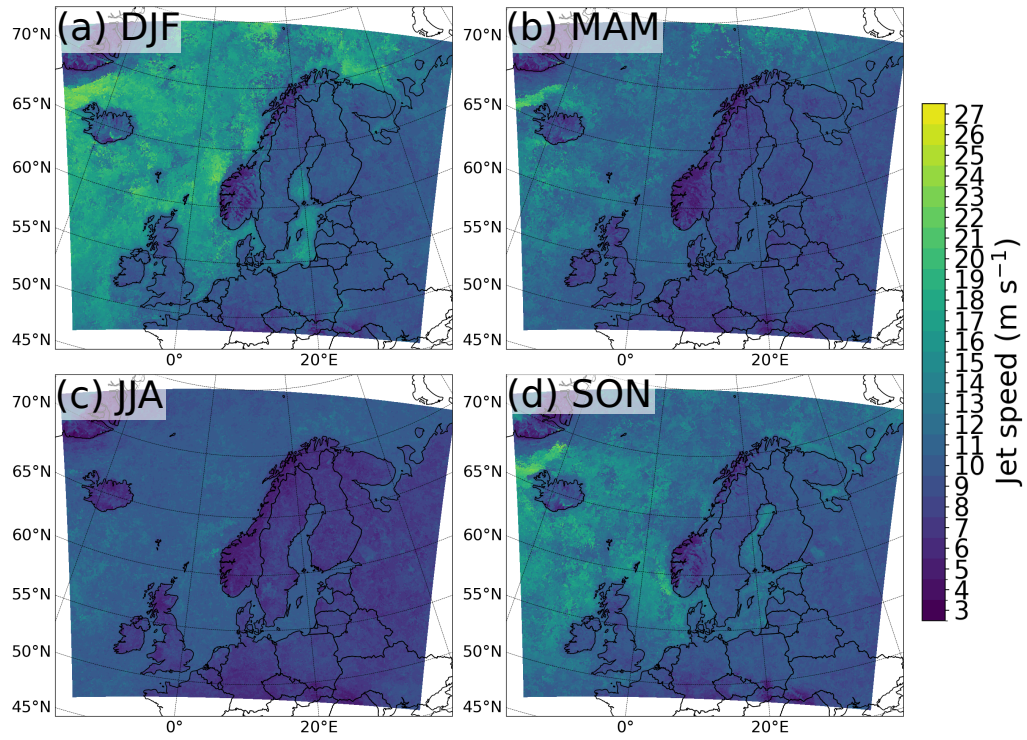 (a) DJF
(b) MAM
70°N
65°N
60°N
55°N
50°N
45°N
0°
20°E
70°N
65°N
60°N
55°N
50°N
45°N
0°
20°E
(c) JJA
(d) SON
70°N
65°N
60°N
55°N
50°N
45°N
0°
20°E
70°N
65°N
60°N
55°N
50°N
45°N
0°
20°E
27
26
25
24
23
22
21
20
19
18
17
16
15
14
13
12
11
10
9
8
7
6
5
4
3
Jet speed (m s⁻¹)